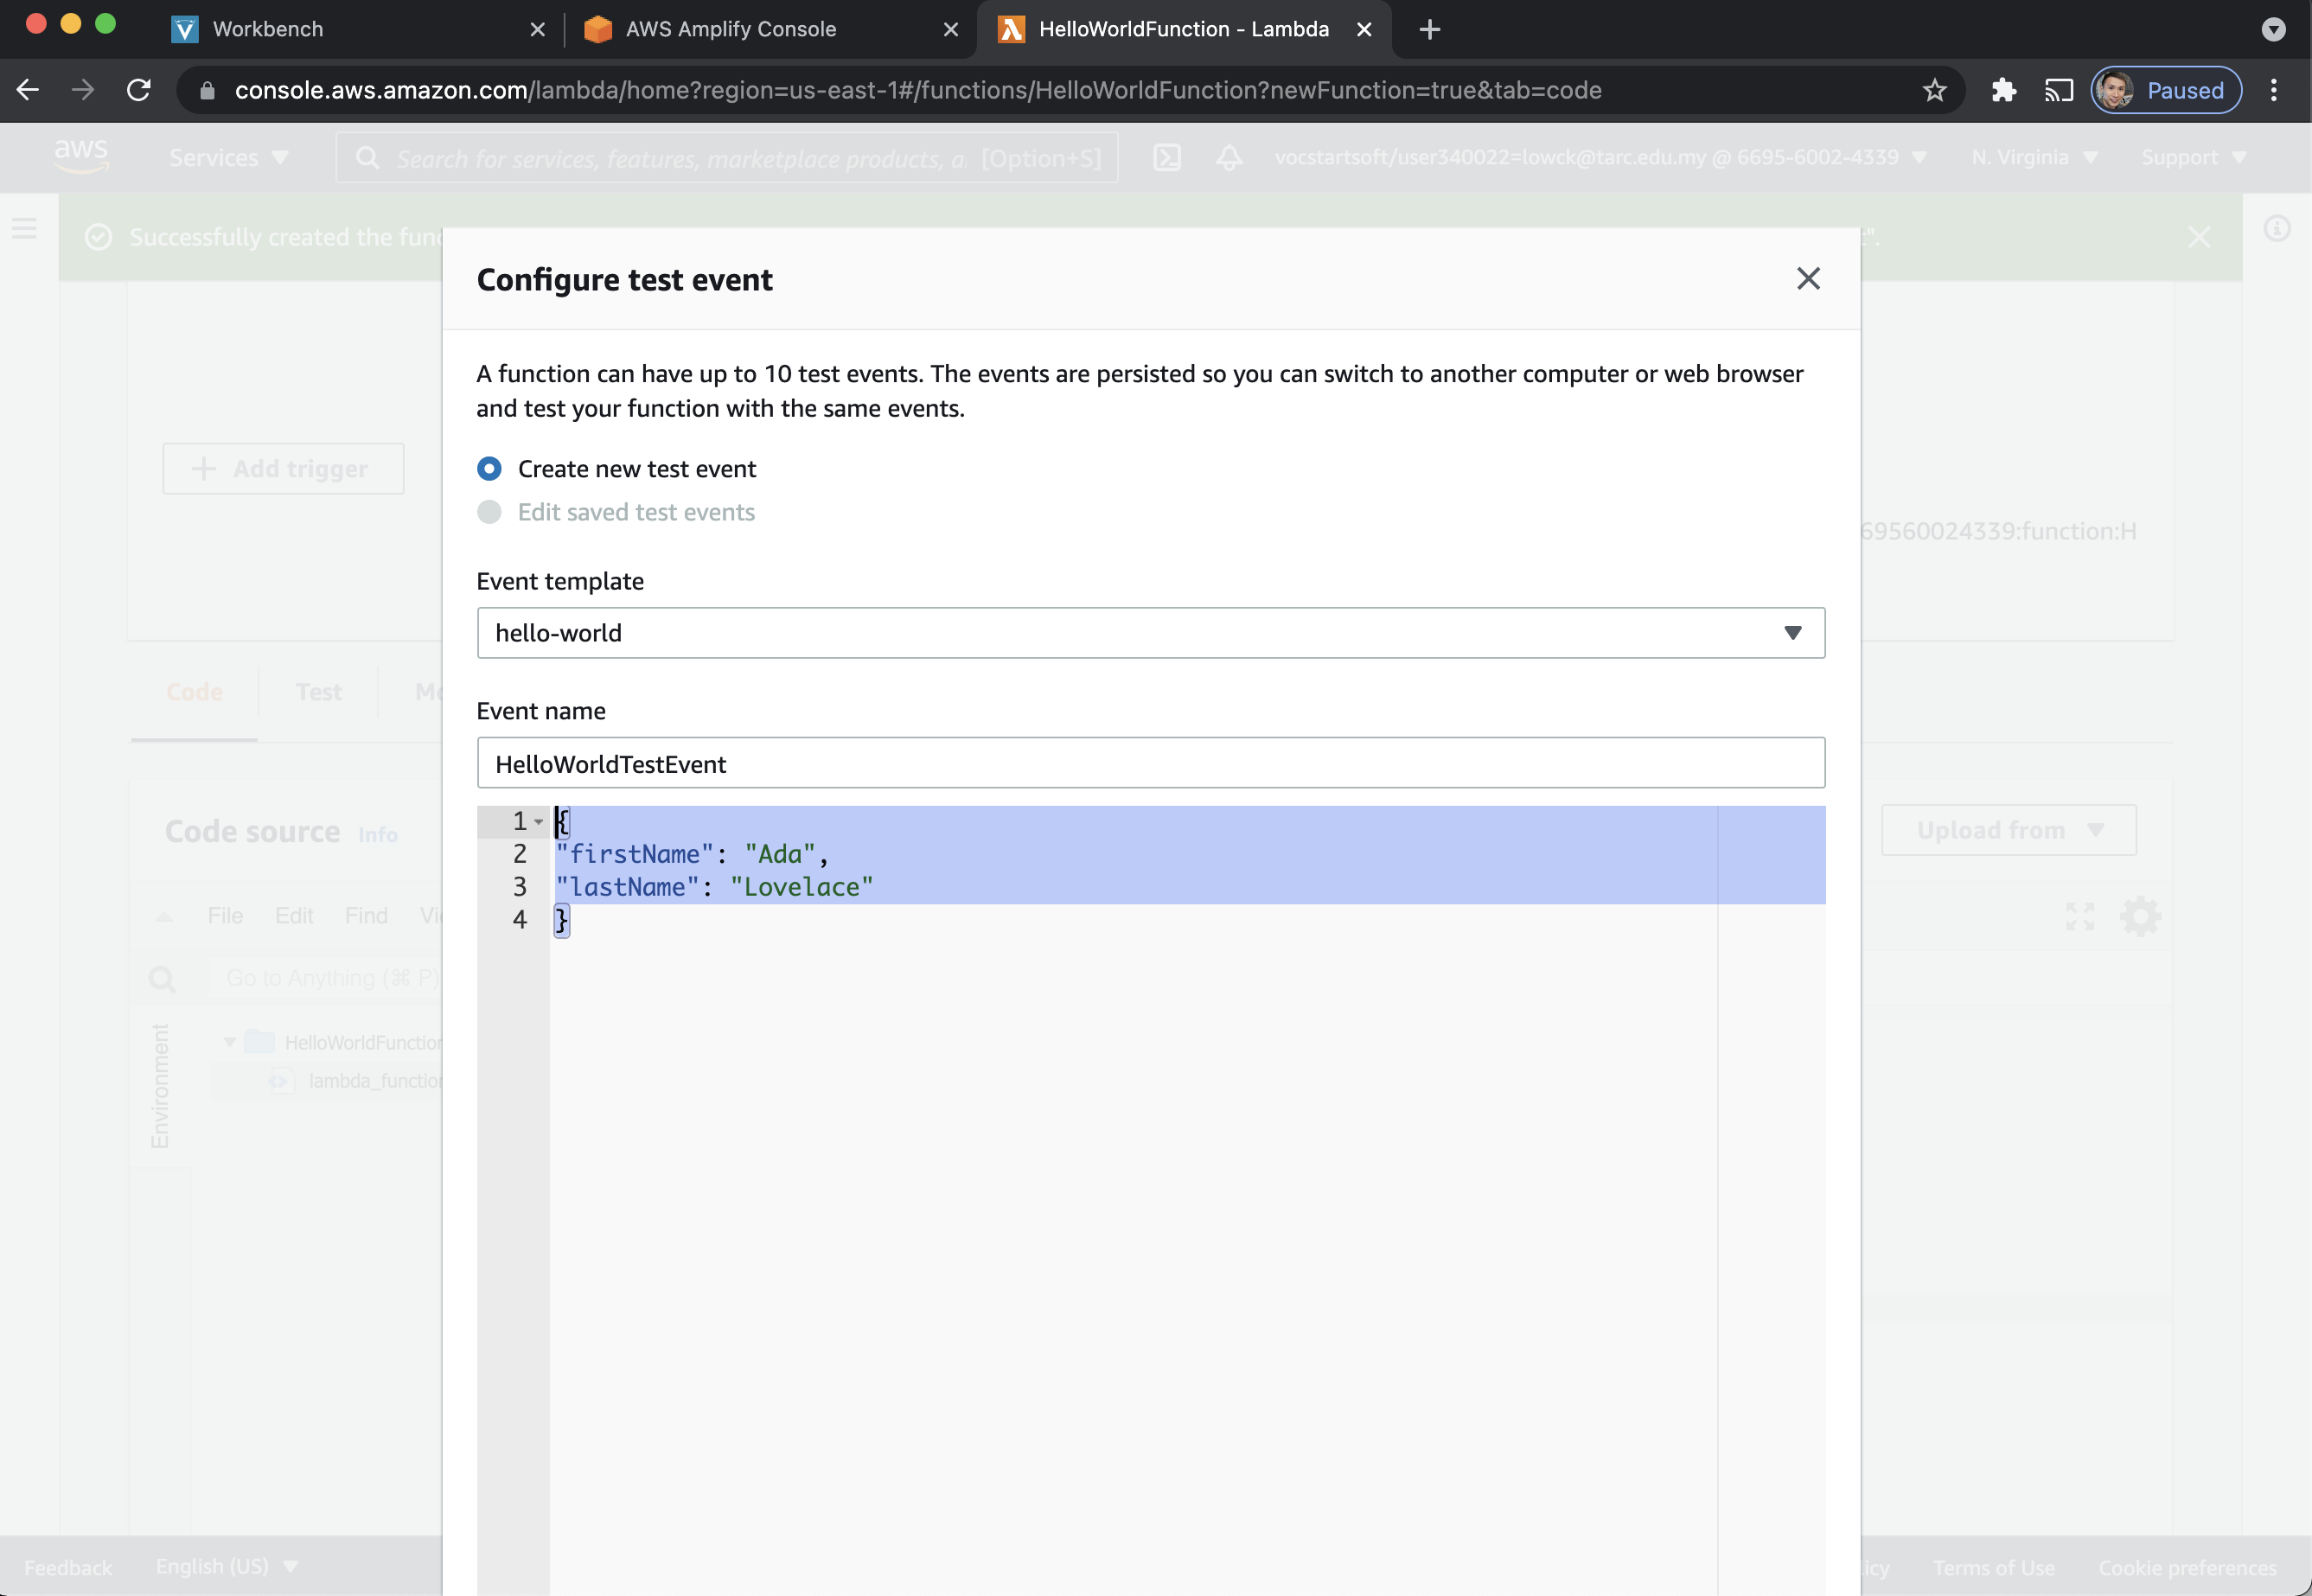 Workbench
AWS Amplify Console
HelloWorldFunction - Lambda
console.aws.amazon.com/lambda/home?region=us-east-1#/functions/HelloWorldFunction?newFunction=true&tab=code
Paused
aws
Services
Search for services, features, marketplace products, a
[Option+S]
vocstartsoft/user340022=lowck@tarc.edu.my @ 6695-6002-4339
N. Virginia
Support
Successfully created the func
".
Configure test event
A function can have up to 10 test events. The events are persisted so you can switch to another computer or web browser
and test your function with the same events.
Add trigger
Create new test event
Edit saved test events
69560024339:function:H
Event template
hello-world
Code
Test
Mo
Event name
HelloWorldTestEvent
Code source
Info
Upload from
1 {
2 "firstName": "Ada",
3 "lastName": "Lovelace"
4 }
File
Edit
Find
Vi
Go to Anything (⌘ P)
Environment
HelloWorldFunction
lambda_function
Feedback
English (US)
icy
Terms of Use
Cookie preferences